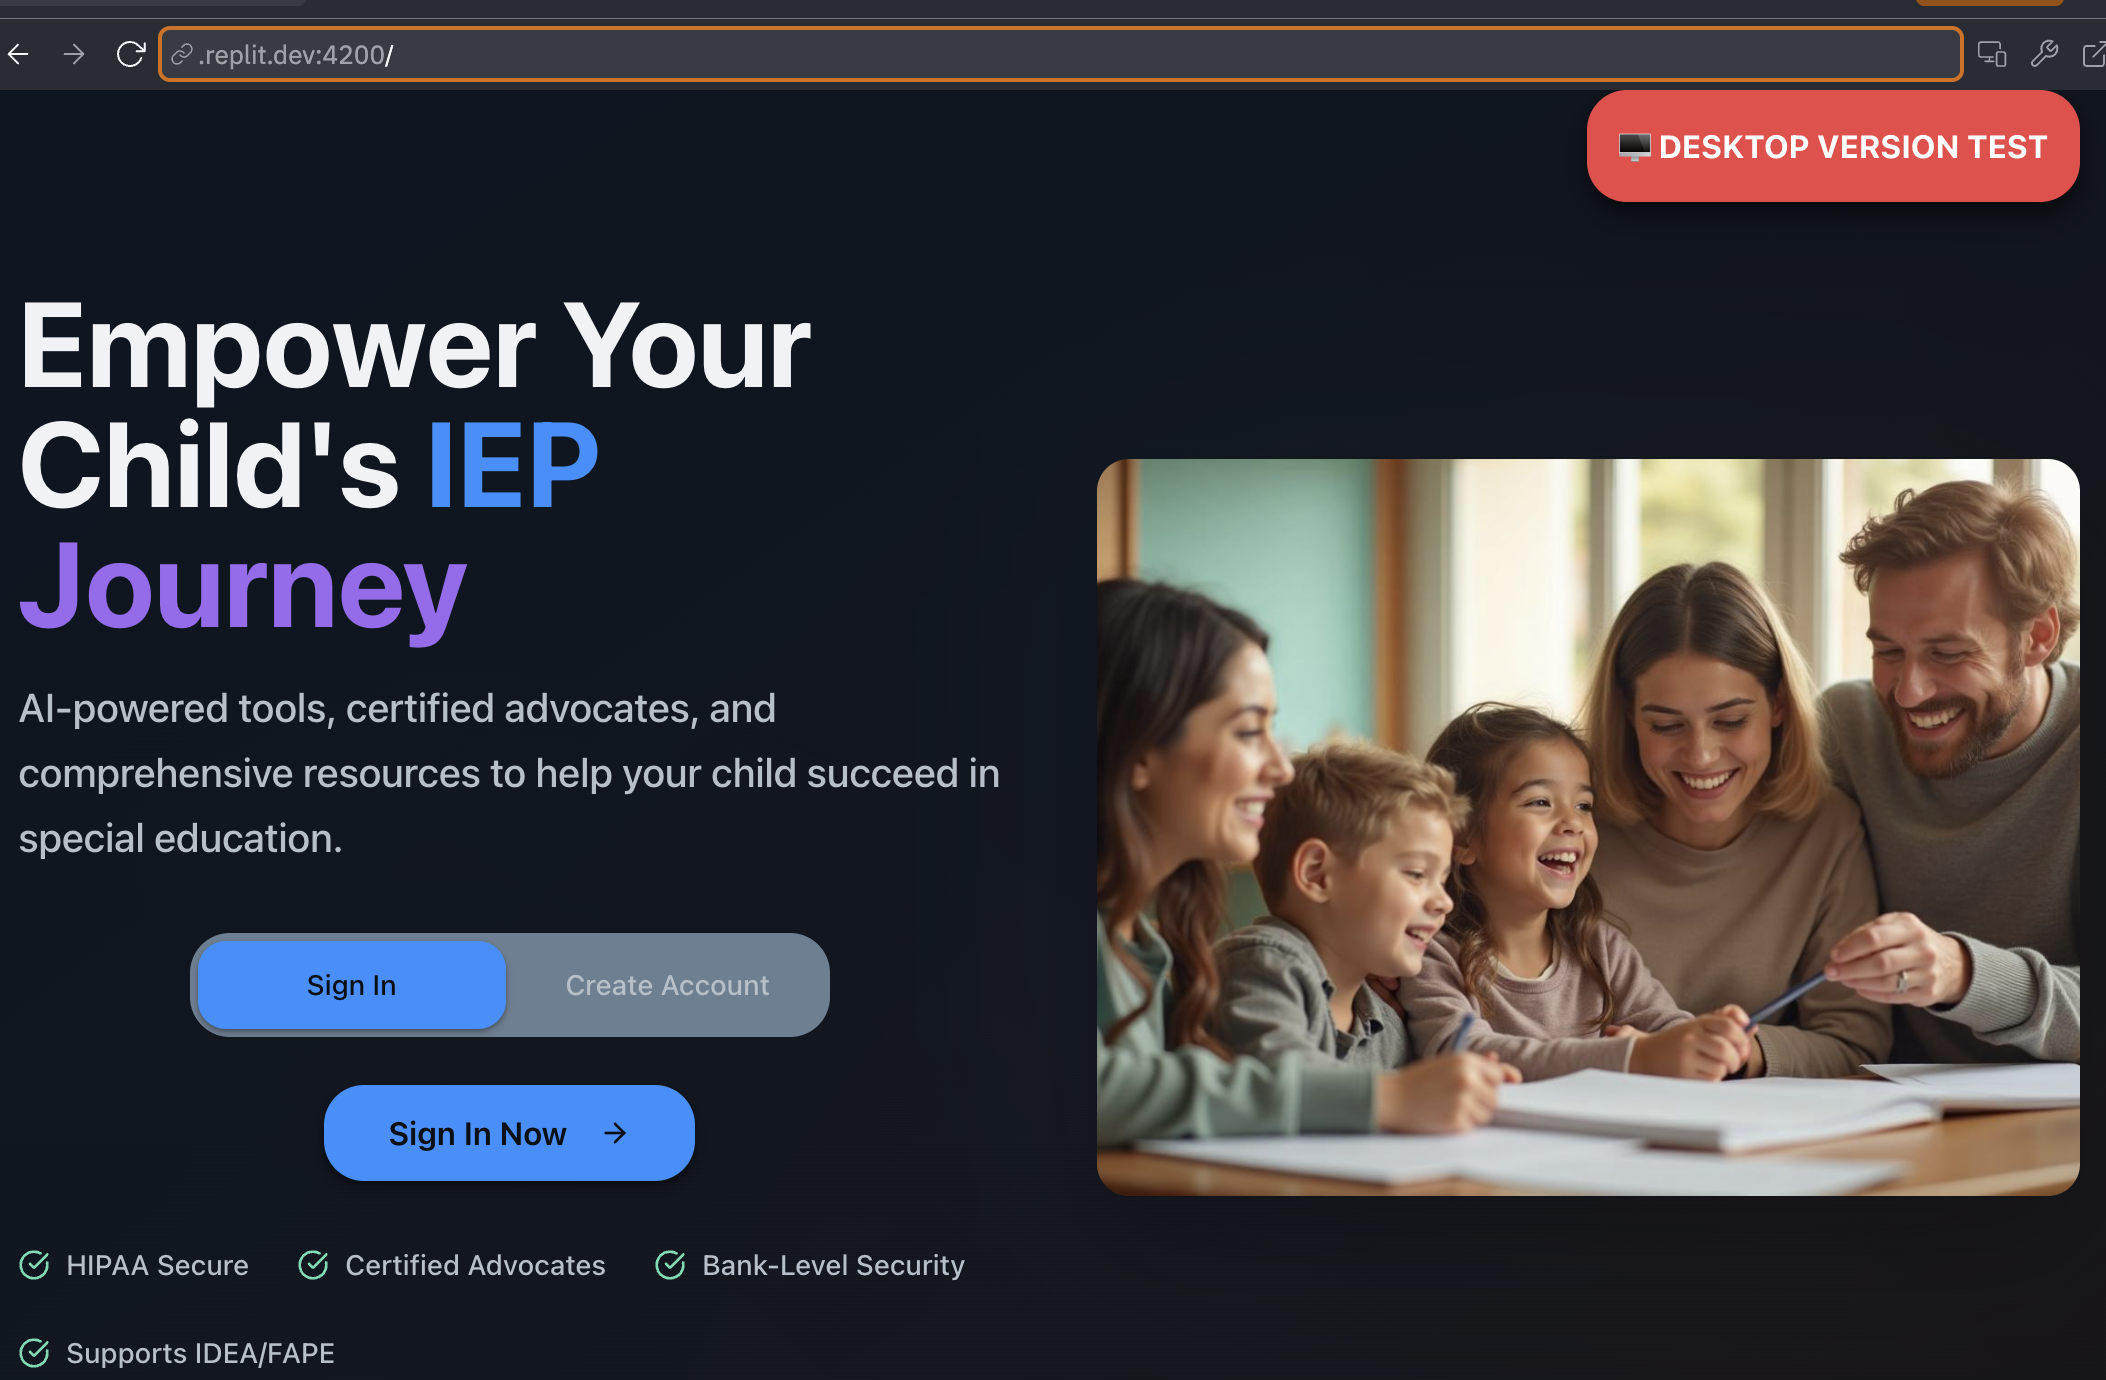 .replit.dev:4200/
DESKTOP VERSION TEST
Empower Your
Child's IEP
Journey
AI-powered tools, certified advocates, and
comprehensive resources to help your child succeed in
special education.
Sign In
Create Account
Sign In Now →
HIPAA Secure
Certified Advocates
Bank-Level Security
Supports IDEA/FAPE